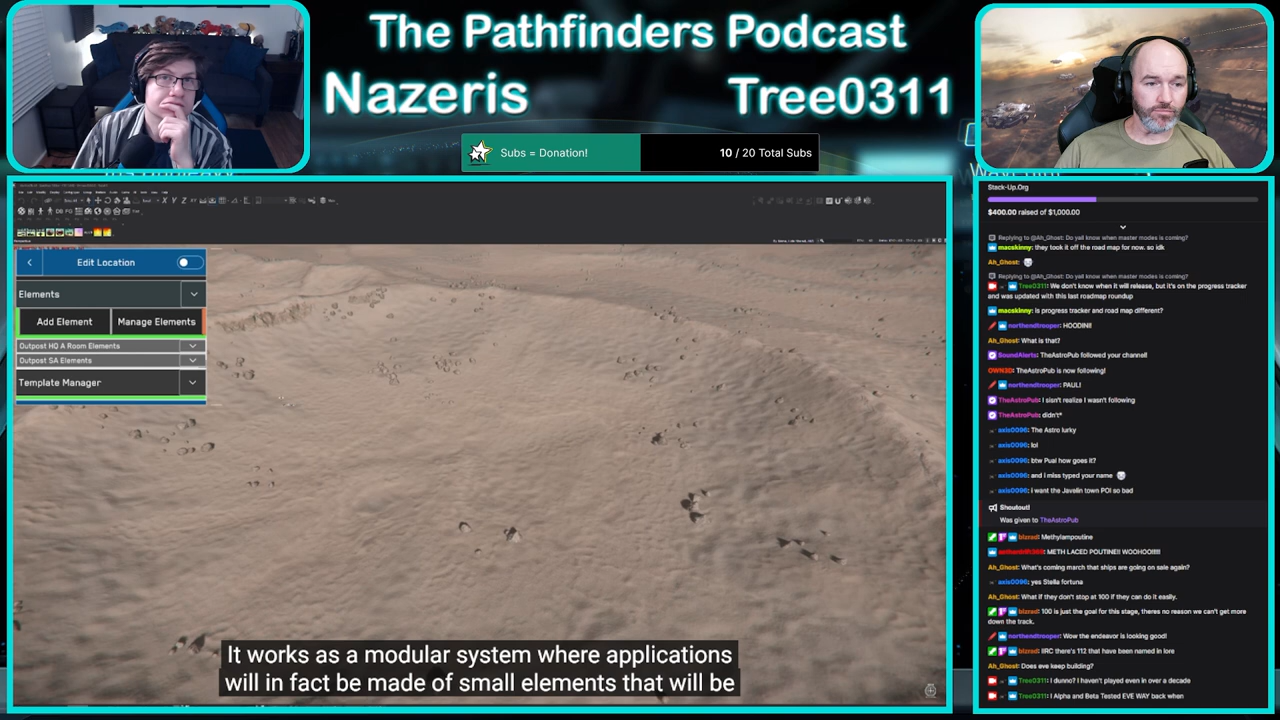 The Pathfinders Podcast
Nazeris
Tree0311
Subs = Donation!
10 / 20 Total Subs
Edit Location
Elements
Add Element
Manage Elements
Outpost HQ A Room Elements
Outpost SA Elements
Template Manager
It works as a modular system where applications
will in fact be made of small elements that will be
Stack-Up.Org
$400.00 raised of $1,000.00
Replying to @Ah_Ghost: Do yall know when master modes is coming?
macskinny: they took it off the road map for now. so idk
Ah_Ghost:
Replying to @Ah_Ghost: Do yall know when master modes is coming?
Tree0311: We don't know when it will release, but it's on the progress tracker
and was updated with this last roadmap roundup
macskinny: is progress tracker and road map different?
northendtrooper: HOODIN!!
Ah_Ghost: What is that?
SoundAlerts: TheAstroPub followed your channel!
OWN3D: TheAstroPub is now following!
northendtrooper: PAUL!
TheAstroPub: I sisn't realize I wasn't following
TheAstroPub: didn't*
axis0096: The Astro lurky
axis0096: lol
axis0096: btw Pual how goes it?
axis0096: and i miss typed your name
axis0096: i want the Javelin town POI so bad
Shoutout!
Was given to TheAstroPub
blzrad: Methylampoutine
METH LACED POUTINE!! WOOHOO!!!!!
Ah_Ghost: What's coming march that ships are going on sale again?
axis0096: yes Stella fortuna
Ah_Ghost: What if they don't stop at 100 if they can do it easily.
blzrad: 100 is just the goal for this stage, theres no reason we can't get more
down the track.
northendtrooper: Wow the endeavor is looking good!
blzrad: IIRC there's 112 that have been named in lore
Ah_Ghost: Does eve keep building?
Tree0311: I dunno? I haven't played even in over a decade
Tree0311: I Alpha and Beta Tested EVE WAY back when